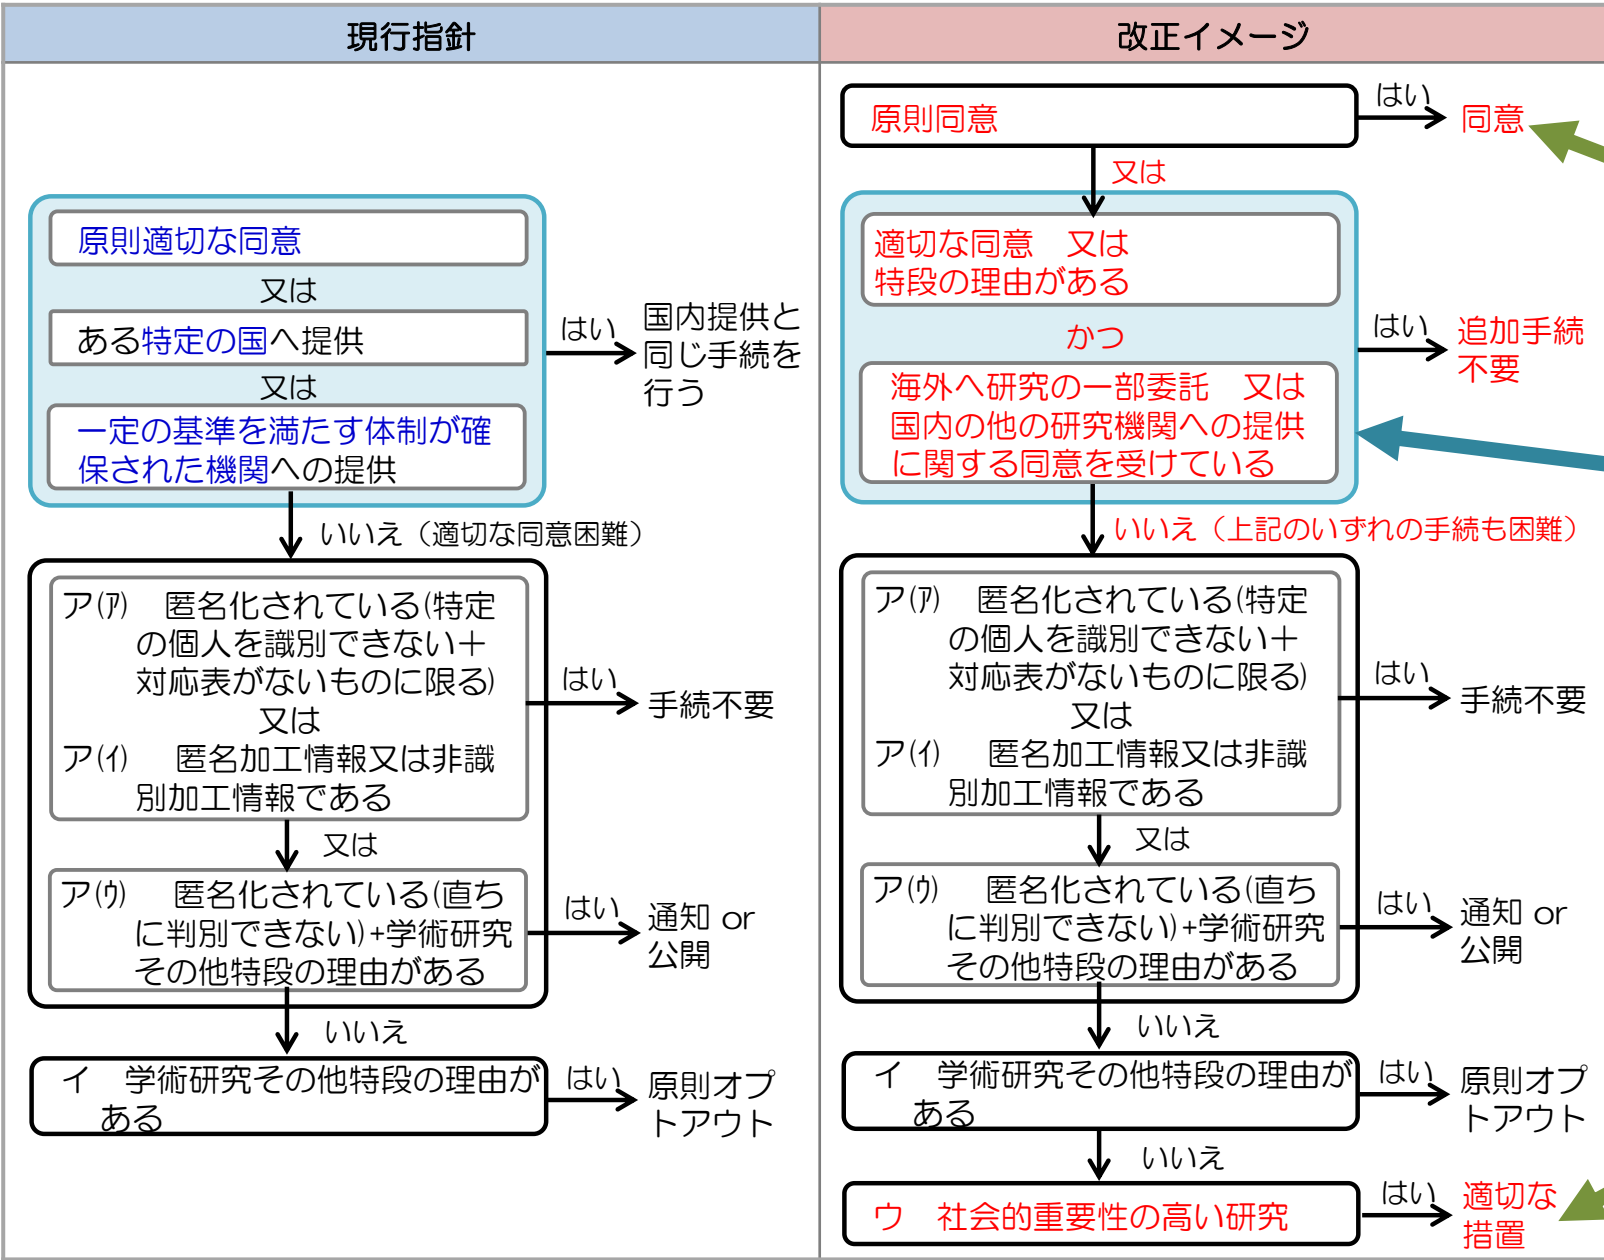 現行指針
原則適切な同意
又は
ある特定の国へ提供
又は
一定の基準を満たす体制が確
保された機関への提供
はい
国内提供と
同じ手続を
行う
いいえ（適切な同意困難）
ア(ｱ)　匿名化されている(特定
の個人を識別できない＋
対応表がないものに限る)
又は
ア(ｲ)　匿名加工情報又は非識
別加工情報である
はい
手続不要
又は
ア(ｳ)　匿名化されている(直ち
に判別できない)+学術研究
その他特段の理由がある
はい
通知 or
公開
いいえ
イ　学術研究その他特段の理由が
ある
はい
原則オプ
トアウト
改正イメージ
原則同意
はい
同意
又は
適切な同意　又は
特段の理由がある
かつ
海外へ研究の一部委託　又は
国内の他の研究機関への提供
に関する同意を受けている
はい
追加手続
不要
いいえ（上記のいずれの手続も困難）
ア(ｱ)　匿名化されている(特定
の個人を識別できない＋
対応表がないものに限る)
又は
ア(ｲ)　匿名加工情報又は非識
別加工情報である
はい
手続不要
又は
ア(ｳ)　匿名化されている(直ち
に判別できない)+学術研究
その他特段の理由がある
はい
通知 or
公開
いいえ
イ　学術研究その他特段の理由が
ある
はい
原則オプ
トアウト
いいえ
ウ　社会的重要性の高い研究
はい
適切な
措置